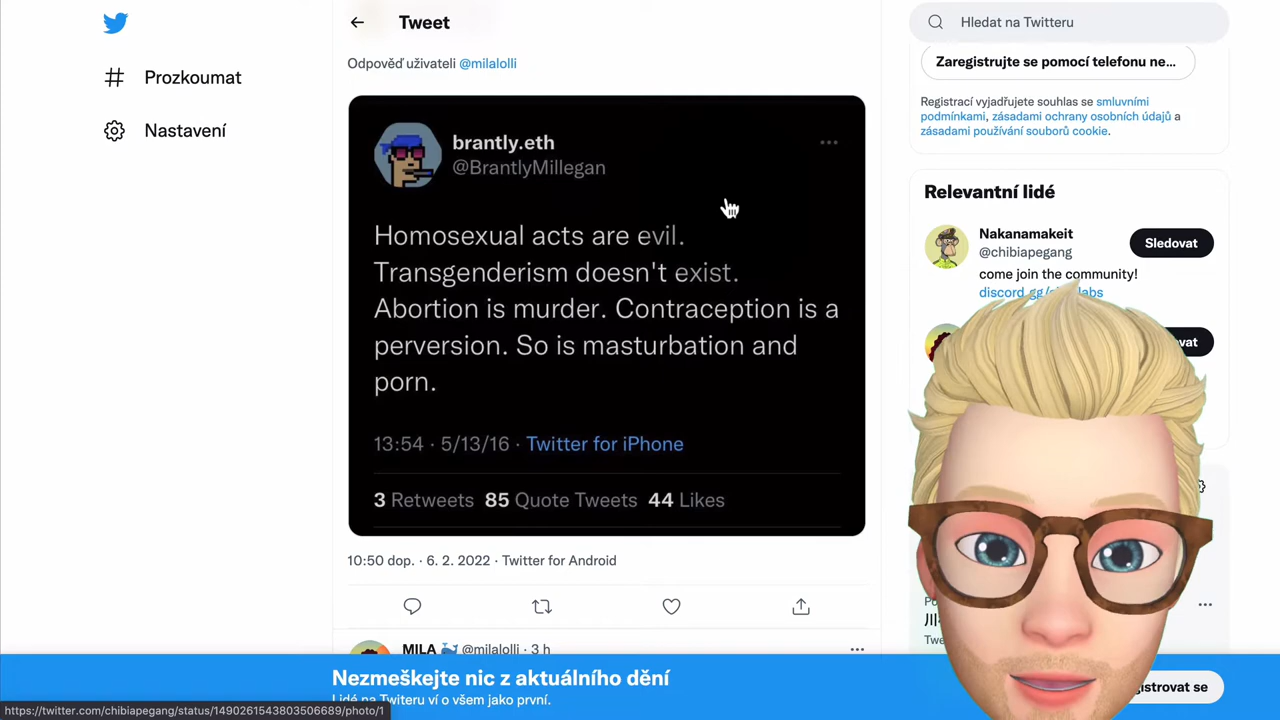 Tweet
Hledat na Twitteru
Prozkoumat
Nastavení
Odpověď uživateli @milalolli
brantly.eth
@BrantlyMillegan
Homosexual acts are evil.
Transgenderism doesn't exist.
Abortion is murder. Contraception is a
perversion. So is masturbation and
porn.
13:54 · 5/13/16 · Twitter for iPhone
3 Retweets 85 Quote Tweets 44 Likes
10:50 dop. · 6. 2. 2022 · Twitter for Android
MILA @milalolli · 3 h
Zaregistrujte se pomocí telefonu ne...
Registrací vyjadřujete souhlas se smluvními
podmínkami, zásadami ochrany osobních údajů a
zásadami používání souborů cookie.
Relevantní lidé
Nakanamakeit
@chibiapegang
Sledovat
come join the community!
Nezmeškejte nic z aktuálního dění
Lidé na Twiteru ví o všem jako první.
https://twitter.com/chibiapegang/status/1490261543803506689/photo/1